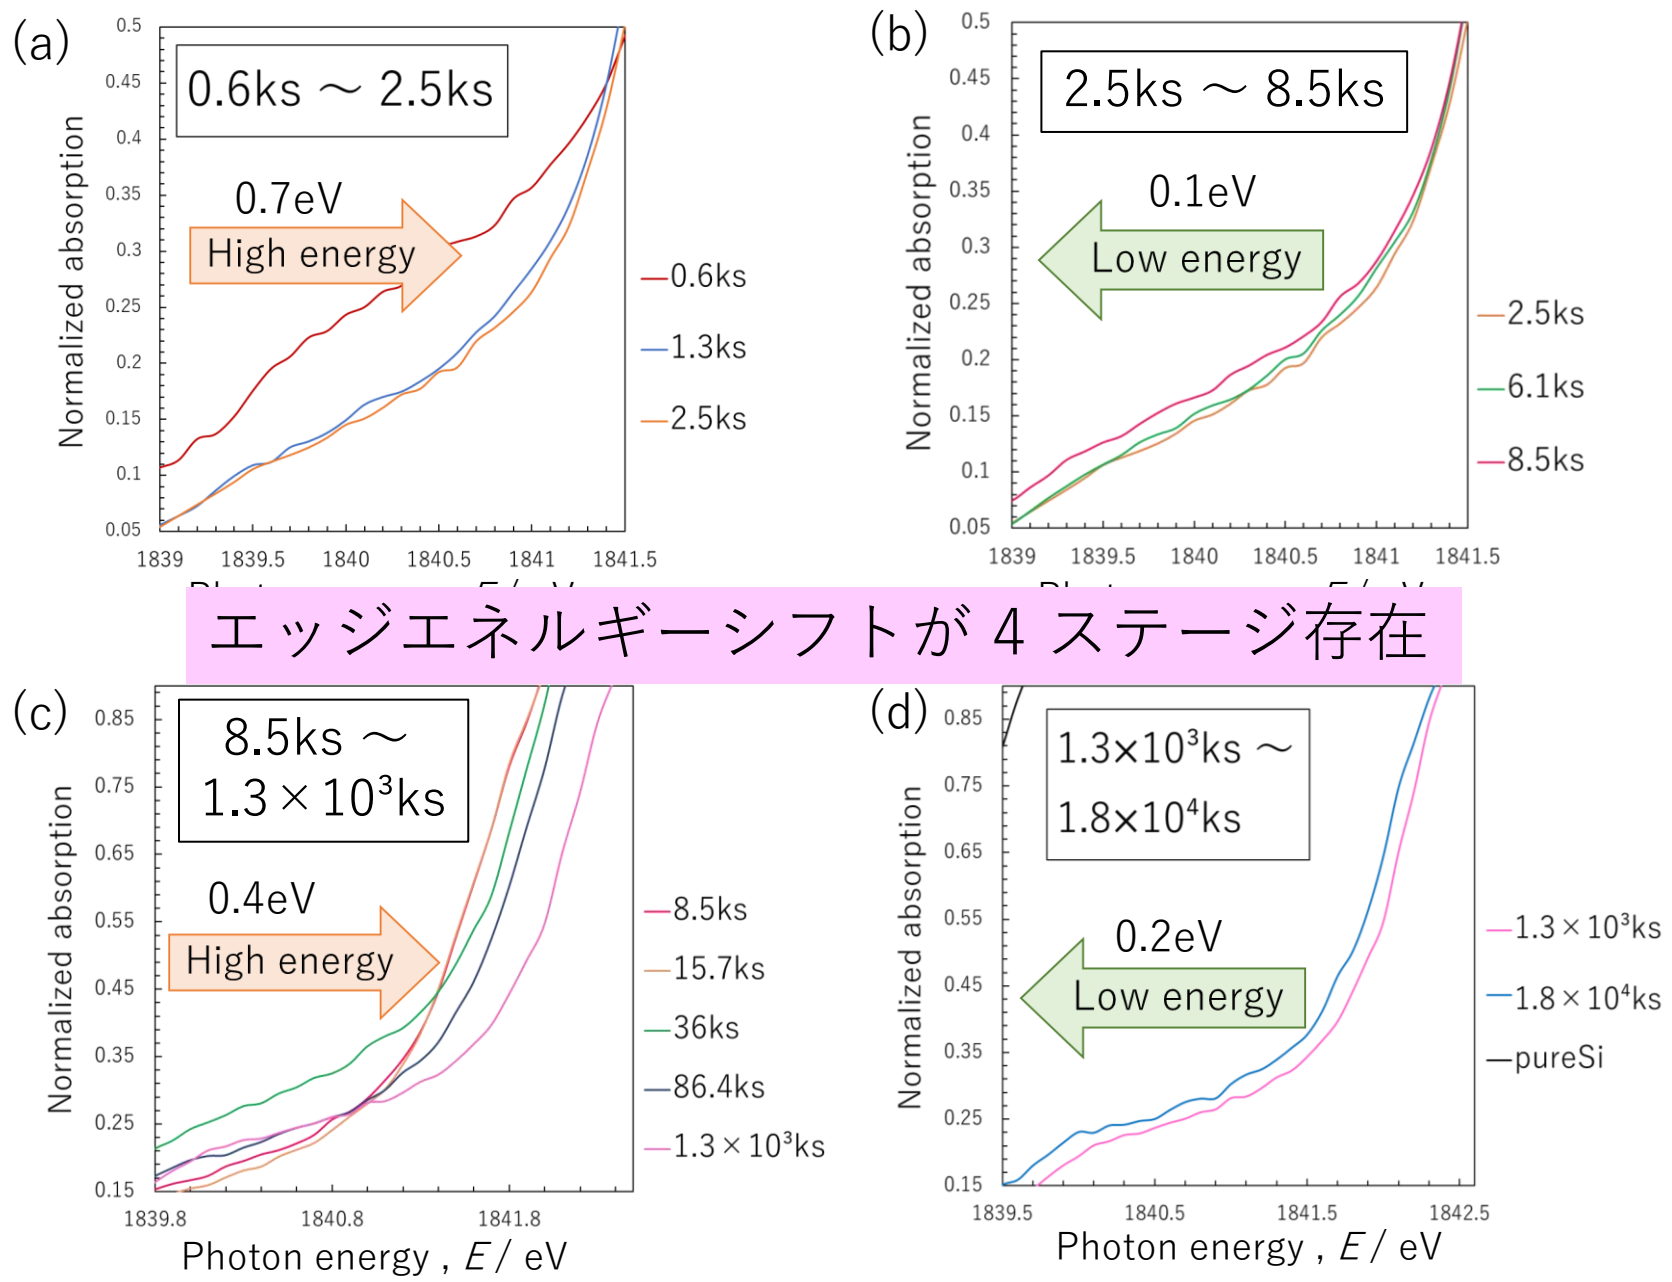 (a)
0.5
0.45
0.4
0.35
0.3
0.25
0.2
0.15
0.1
0.05
Normalized absorption
0.6ks ～ 2.5ks
0.7eV
High energy
0.6ks
1.3ks
2.5ks
1839 1839.5 1840 1840.5 1841 1841.5
(b)
0.5
0.45
0.4
0.35
0.3
0.25
0.2
0.15
0.1
0.05
Normalized absorption
2.5ks ～ 8.5ks
0.1eV
Low energy
2.5ks
6.1ks
8.5ks
1839 1839.5 1840 1840.5 1841 1841.5
エッジエネルギーシフトが 4 ステージ存在
(c)
0.85
0.75
0.65
0.55
0.45
0.35
0.25
0.15
Normalized absorption
8.5ks ～
1.3×10³ks
0.4eV
High energy
8.5ks
15.7ks
36ks
86.4ks
1.3×10³ks
1839.8 1840.8 1841.8
Photon energy , E / eV
(d)
0.85
0.75
0.65
0.55
0.45
0.35
0.25
0.15
Normalized absorption
1.3×10³ks ～
1.8×10⁴ks
0.2eV
Low energy
1.3×10³ks
1.8×10⁴ks
pureSi
1839.5 1840.5 1841.5 1842.5
Photon energy , E / eV